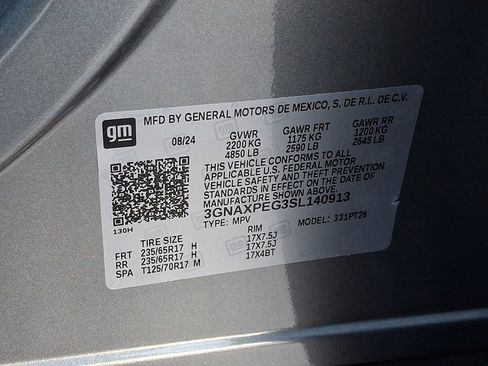 MFD BY GENERAL MOTORS DE MEXICO, S. DE R.L. DE C.V.
gm
08/24 GVWR GAWR FRT GAWR RR
2200 KG 1175 KG 1200 KG
4850 LB 2590 LB 2645 LB
THIS VEHICLE CONFORMS TO ALL
APPLICABLE U.S. FEDERAL MOTOR
VEHICLE SAFETY AND THEFT PREVENTION
STANDARDS IN EFFECT ON THE DATE OF
MANUFACTURE SHOWN ABOVE.
3GNAXPEG3SL140913
TYPE: MPV MODEL: 331PT26
130H
TIRE SIZE RIM
FRT 235/65R17 H 17X7.5J
RR 235/65R17 H 17X7.5J
SPA T125/70R17 M 17X4BT